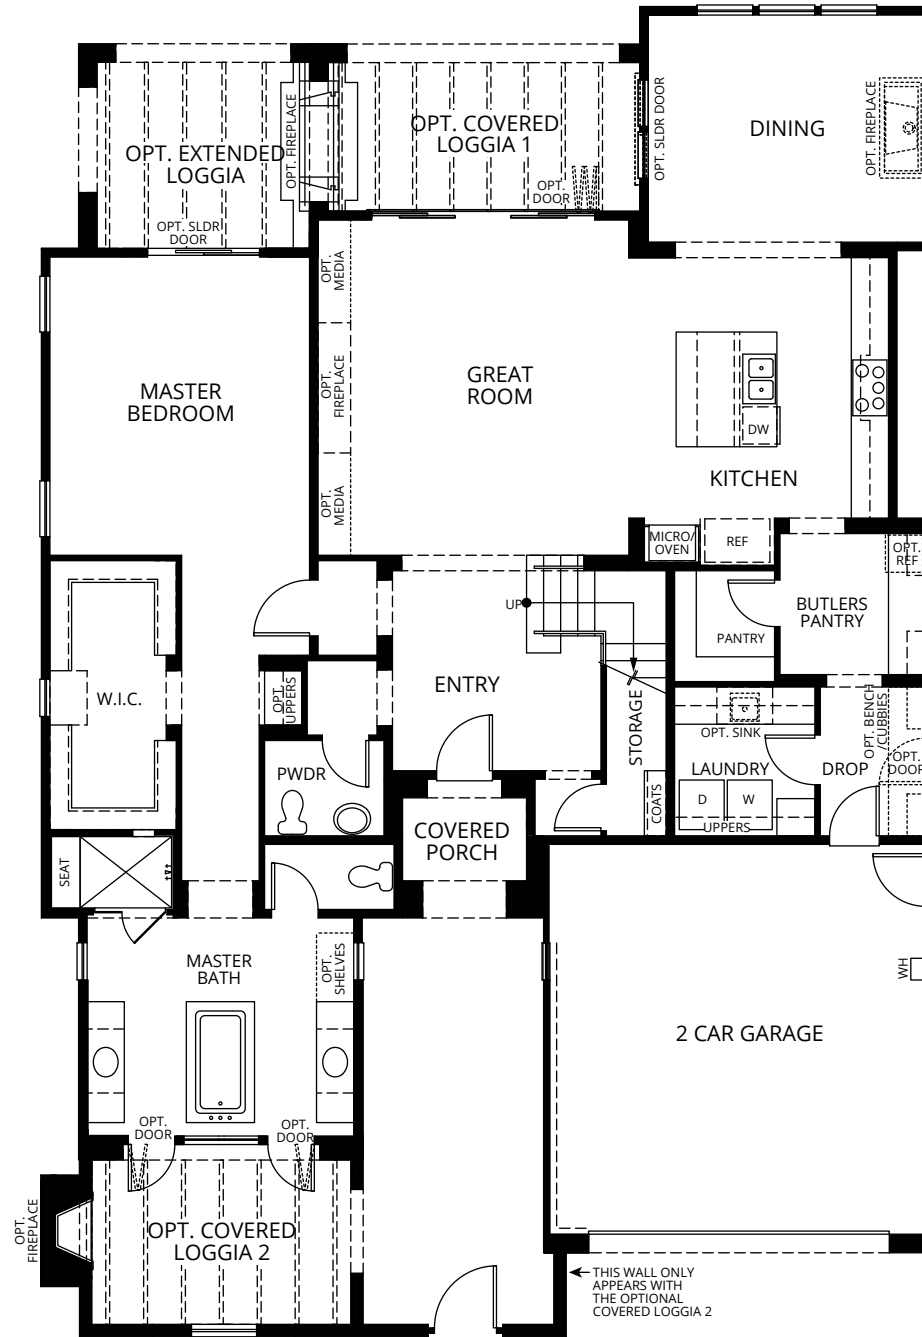 DINING
OPT. FIREPLACE
OPT. SLDR DOOR
OPT. COVERED
LOGGIA 1
OPT. FIREPLACE
OPT. EXTENDED
LOGGIA
OPT.
DOOR
OPT. SLDR
DOOR
OPT.
MEDIA
OPT.
FIREPLACE
OPT.
MEDIA
MASTER
BEDROOM
GREAT
ROOM
DW
KITCHEN
MICRO/
OVEN
REF
OPT.
REF
UP
BUTLERS
PANTRY
PANTRY
W.I.C.
OPT.
UPPERS
ENTRY
STORAGE
OPT. SINK
OPT. BENCH
/CUBBIES
PWDR
LAUNDRY
DROP
OPT.
DOOR
D
W
UPPERS
COATS
COVERED
PORCH
SEAT
MASTER
BATH
OPT.
SHELVES
WH
2 CAR GARAGE
OPT.
DOOR
OPT.
DOOR
OPT.
FIREPLACE
OPT. COVERED
LOGGIA 2
THIS WALL ONLY
APPEARS WITH
THE OPTIONAL
COVERED LOGGIA 2